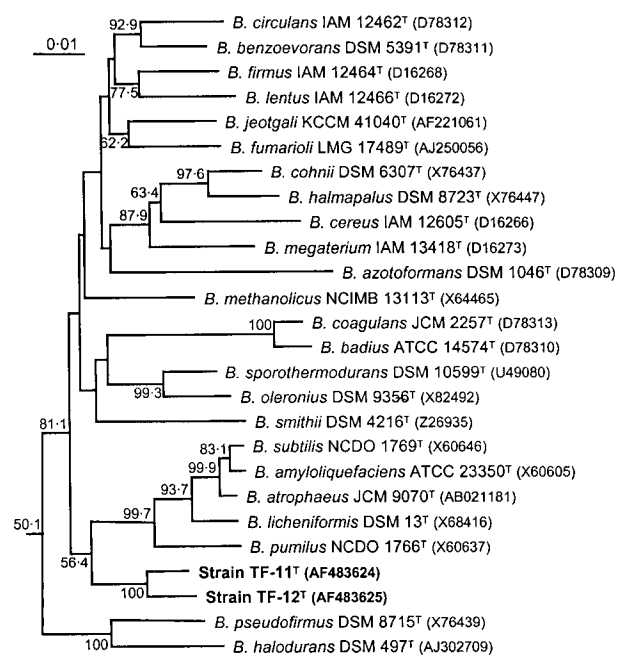 92·9
B. circulans IAM 12462ᵀ (D78312)
0·01
B. benzoevorans DSM 5391ᵀ (D78311)
B. firmus IAM 12464ᵀ (D16268)
77·5
B. lentus IAM 12466ᵀ (D16272)
B. jeotgali KCCM 41040ᵀ (AF221061)
62·2
B. fumarioli LMG 17489ᵀ (AJ250056)
97·6
B. cohnii DSM 6307ᵀ (X76437)
63·4
B. halmapalus DSM 8723ᵀ (X76447)
87·9
B. cereus IAM 12605ᵀ (D16266)
B. megaterium IAM 13418ᵀ (D16273)
B. azotoformans DSM 1046ᵀ (D78309)
B. methanolicus NCIMB 13113ᵀ (X64465)
100
B. coagulans JCM 2257ᵀ (D78313)
B. badius ATCC 14574ᵀ (D78310)
B. sporothermodurans DSM 10599ᵀ (U49080)
99·3
B. oleronius DSM 9356ᵀ (X82492)
B. smithii DSM 4216ᵀ (Z26935)
81·1
83·1
B. subtilis NCDO 1769ᵀ (X60646)
99·9
B. amyloliquefaciens ATCC 23350ᵀ (X60605)
93·7
B. atrophaeus JCM 9070ᵀ (AB021181)
99·7
B. licheniformis DSM 13ᵀ (X68416)
50·1
B. pumilus NCDO 1766ᵀ (X60637)
56·4
Strain TF-11ᵀ (AF483624)
100
Strain TF-12ᵀ (AF483625)
B. pseudofirmus DSM 8715ᵀ (X76439)
100
B. halodurans DSM 497ᵀ (AJ302709)